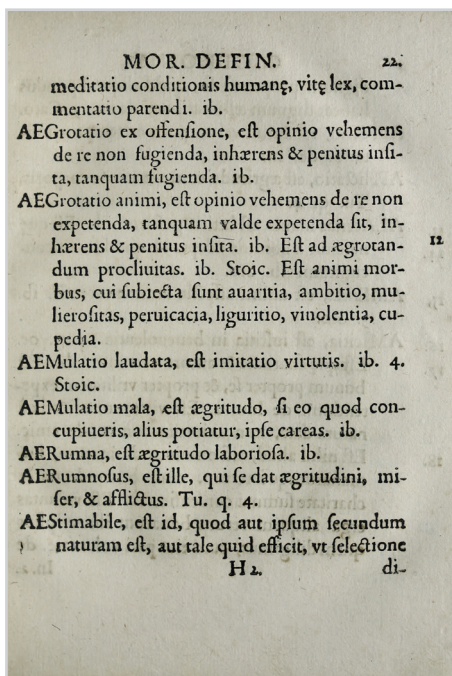 MOR. DEFIN. 22.
meditatio conditionis humanę, vitę lex, com-
mentatio parendi. ib.
AEGrotatio ex offenſione, eſt opinio vehemens
de re non fugienda, inhærens & penitus inſi-
ta, tanquam fugienda. ib.
AEGrotatio animi, eſt opinio vehemens de re non
expetenda, tanquam valde expetenda ſit, in-
hærens & penitus inſita. ib. Eſt ad ægrotan- 12
dum procliuitas. ib. Stoic. Eſt animi mor-
bus, cui ſubiecta ſunt auaritia, ambitio, mu-
lieroſitas, peruicacia, liguritio, vinolentia, cu-
pedia.
AEMulatio laudata, eſt imitatio virtutis. ib. 4.
Stoic.
AEMulatio mala, eſt ægritudo, ſi eo quod con-
cupiueris, alius potiatur, ipſe careas. ib.
AERumna, eſt ægritudo laborioſa. ib.
AERumnoſus, eſt ille, qui ſe dat ægritudini, mi-
ſer, & afflictus. Tu. q. 4.
AEStimabile, eſt id, quod aut ipſum ſecundum
naturam eſt, aut tale quid efficit, vt ſelectione
H 2. di-